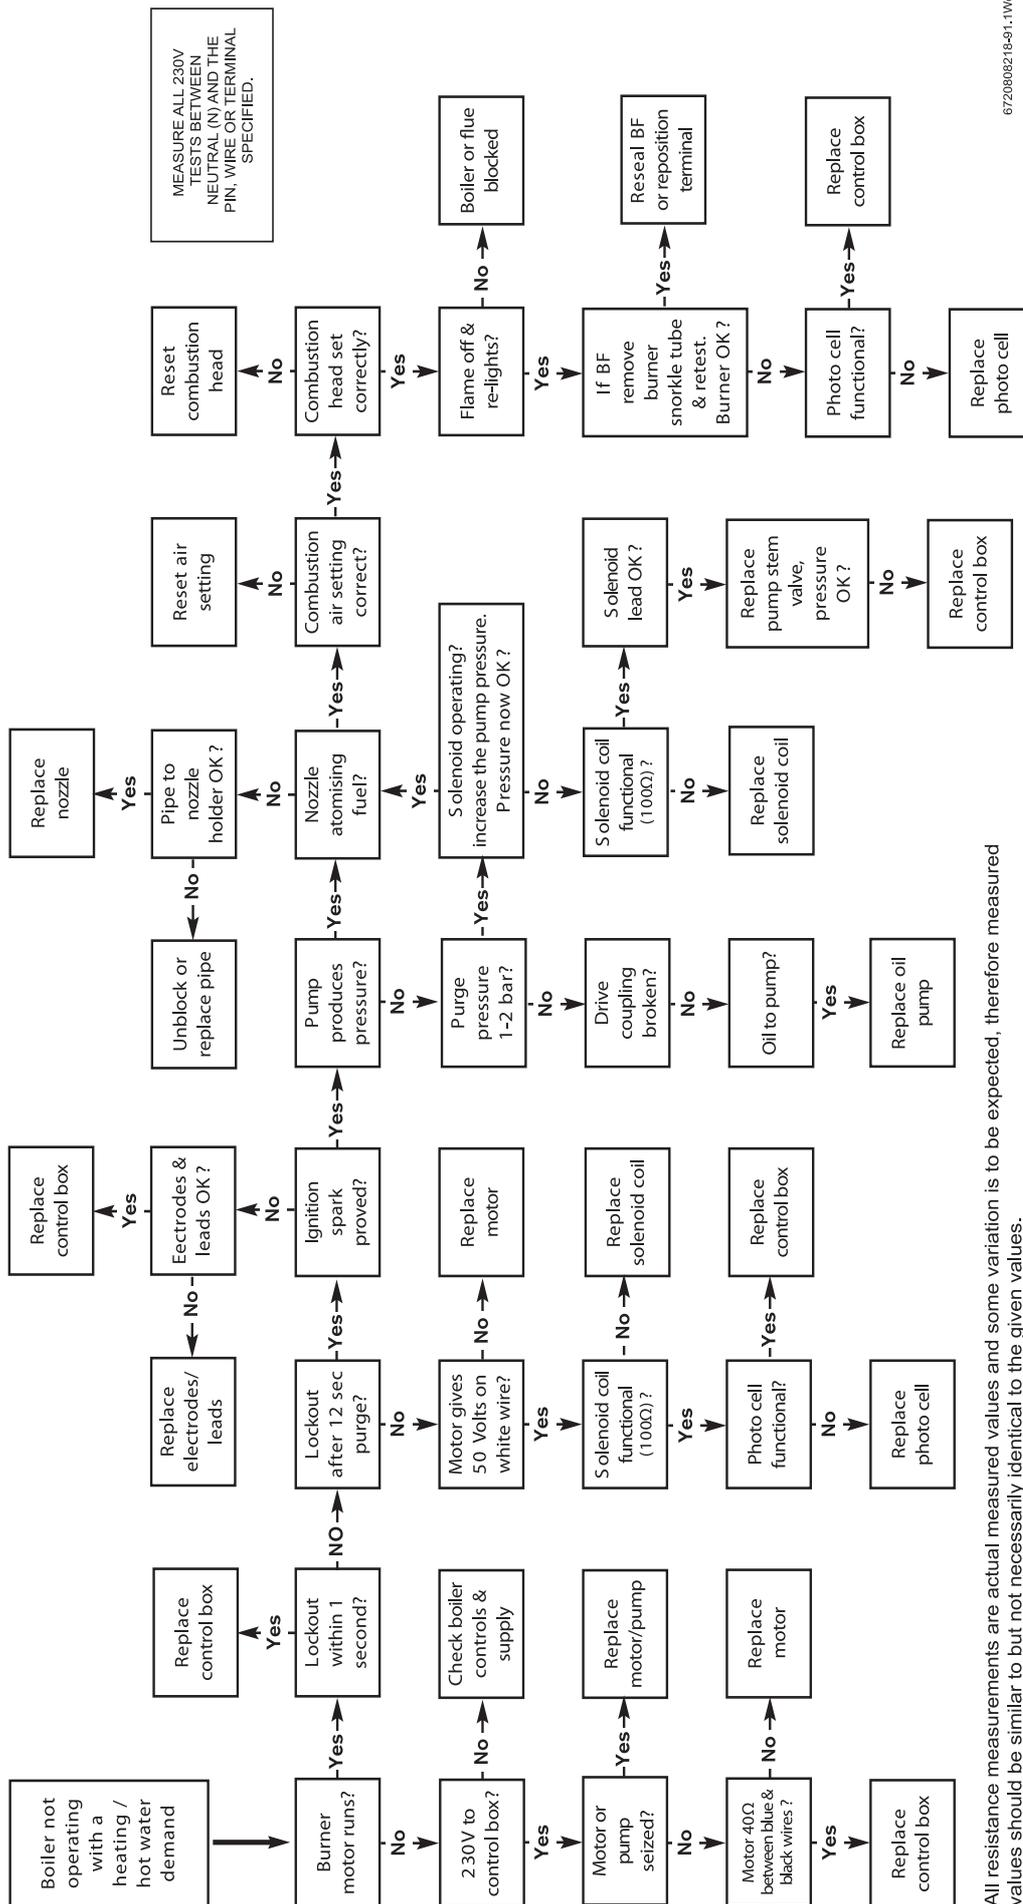 Boiler not
operating
with a
heating /
hot water
demand
Replace
control box
Replace
nozzle
Yes
Yes
Replace
control box
Replace
electrodes/
leads
No
Eectrodes &
leads OK ?
Unblock or
replace pipe
No
Pipe to
nozzle
holder OK ?
Reset air
setting
Reset
combustion
head
MEASURE ALL 230V
TESTS BETWEEN
NEUTRAL (N) AND THE
PIN, WIRE OR TERMINAL
SPECIFIED.
Yes
No
No
No
No
Burner
motor runs?
Yes
Lockout
within 1
second?
NO
Lockout
after 12 sec
purge?
Yes
Ignition
spark
proved?
Yes
Pump
produces
pressure?
Yes
Nozzle
atomising
fuel?
Yes
Combustion
air setting
correct?
Yes
Combustion
head set
correctly?
No
No
No
Yes
Yes
230V to
control box?
No
Check boiler
controls &
supply
Motor gives
50 Volts on
white wire?
No
Replace
motor
Purge
pressure
1-2 bar?
Yes
Solenoid operating?
increase the pump pressure.
Pressure now OK ?
Flame off &
re-lights?
No
Boiler or flue
blocked
Yes
Yes
No
No
Yes
Motor or
pump
seized?
Yes
Replace
motor/pump
Solenoid coil
functional
(100Ω) ?
No
Replace
solenoid coil
Drive
coupling
broken?
Solenoid coil
functional
(100Ω) ?
Yes
Solenoid
lead OK ?
If BF
remove
burner
snorkle tube
& retest.
Burner OK ?
Yes
Reseal BF
or reposition
terminal
No
Yes
No
No
Yes
No
Motor 40Ω
between blue &
black wires ?
No
Replace
motor
Photo cell
functional?
Yes
Replace
control box
Oil to pump?
Replace
solenoid coil
Replace
pump stem
valve,
pressure
OK ?
Photo cell
functional?
Yes
Replace
control box
Yes
No
Yes
No
No
Replace
control box
Replace
photo cell
Replace oil
pump
Replace
control box
Replace
photo cell
All resistance measurements are actual measured values and some variation is to be expected, therefore measured
values should be similar to but not necessarily identical to the given values.
6720808218-91.1Wo